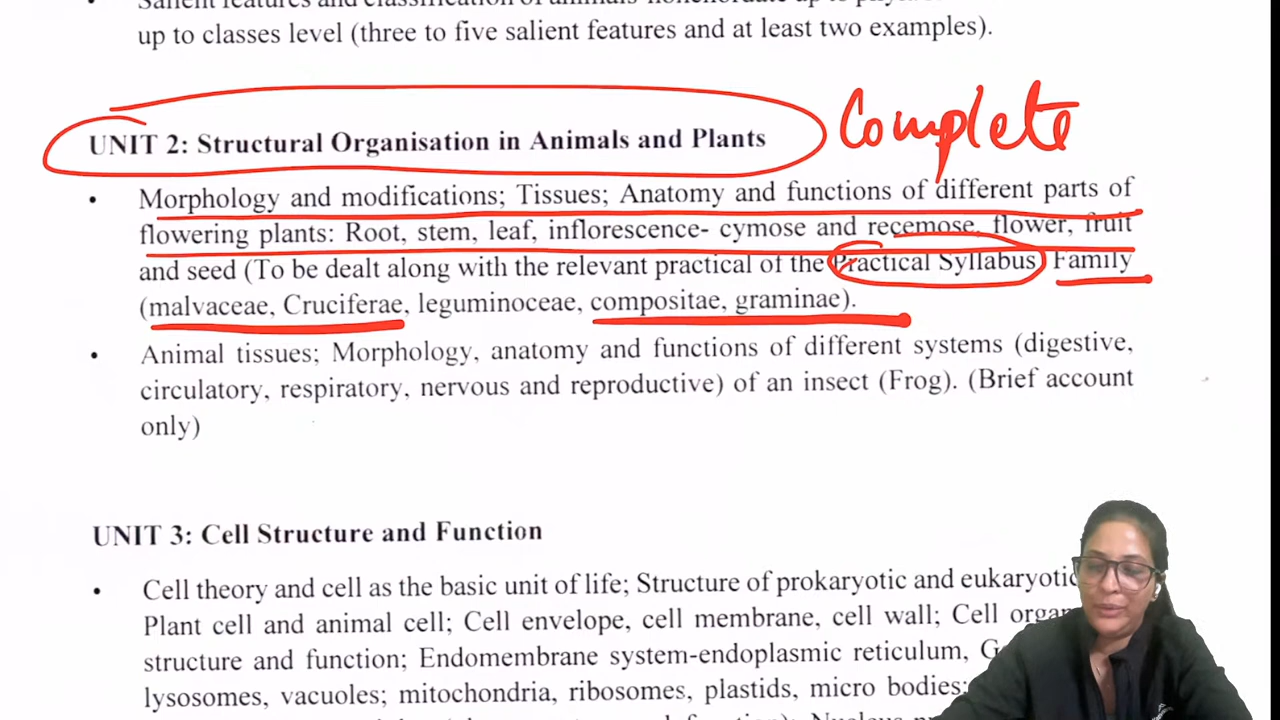 up to classes level (three to five salient features and at least two examples).
UNIT 2: Structural Organisation in Animals and Plants
Complete
• Morphology and modifications; Tissues; Anatomy and functions of different parts of
flowering plants: Root, stem, leaf, inflorescence- cymose and recemose, flower, fruit
and seed (To be dealt along with the relevant practical of the Practical Syllabus) Family
(malvaceae, Cruciferae, leguminoceae, compositae, graminae).
• Animal tissues; Morphology, anatomy and functions of different systems (digestive,
circulatory, respiratory, nervous and reproductive) of an insect (Frog). (Brief account
only)
UNIT 3: Cell Structure and Function
• Cell theory and cell as the basic unit of life; Structure of prokaryotic and eukaryotic
Plant cell and animal cell; Cell envelope, cell membrane, cell wall; Cell
structure and function; Endomembrane system-endoplasmic reticulum,
lysosomes, vacuoles; mitochondria, ribosomes, plastids, micro bodies;